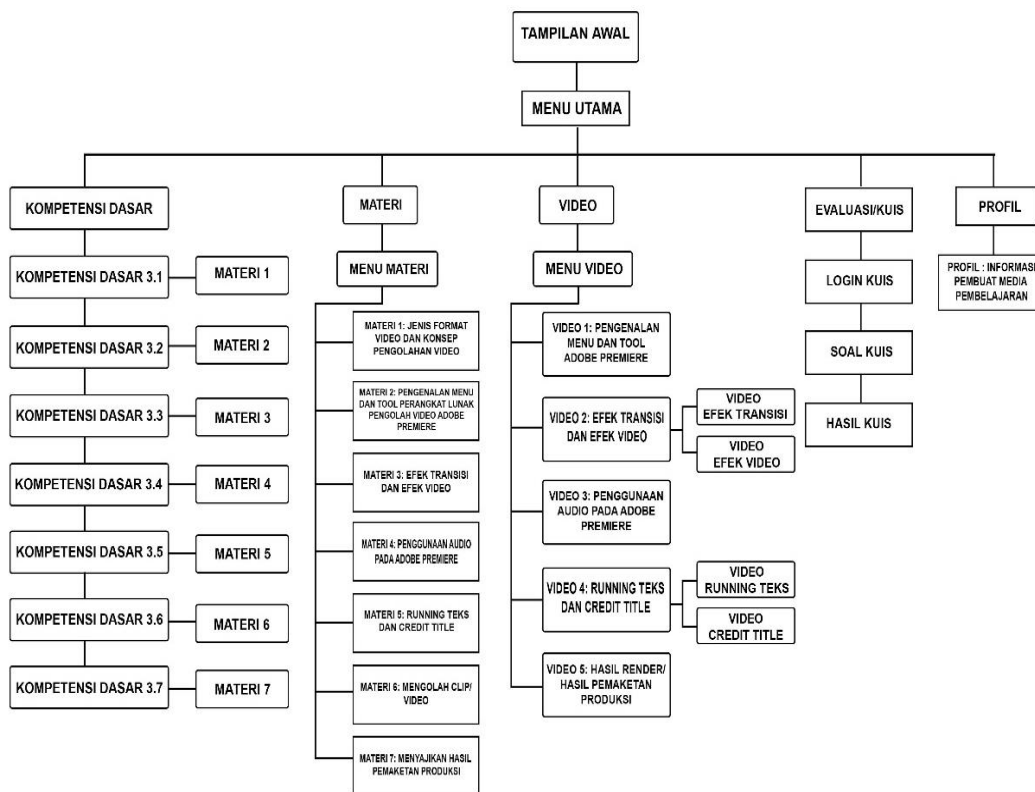 TAMPILAN AWAL
MENU UTAMA
KOMPETENSI DASAR
MATERI
VIDEO
EVALUASI/KUIS
PROFIL
KOMPETENSI DASAR 3.1
MATERI 1
KOMPETENSI DASAR 3.2
MATERI 2
KOMPETENSI DASAR 3.3
MATERI 3
KOMPETENSI DASAR 3.4
MATERI 4
KOMPETENSI DASAR 3.5
MATERI 5
KOMPETENSI DASAR 3.6
MATERI 6
KOMPETENSI DASAR 3.7
MATERI 7
MENU MATERI
MATERI 1: JENIS FORMAT
VIDEO DAN KONSEP
PENGOLAHAN VIDEO
MATERI 2: PENGENALAN MENU
DAN TOOL PERANGKAT LUNAK
PENGOLAH VIDEO ADOBE
PREMIERE
MATERI 3: EFEK TRANSISI
DAN EFEK VIDEO
MATERI 4: PENGGUNAAN AUDIO
PADA ADOBE PREMIERE
MATERI 5: RUNNING TEKS
DAN CREDIT TITLE
MATERI 6: MENGOLAH CLIP/
VIDEO
MATERI 7: MENYAJIKAN HASIL
PEMAKETAN PRODUKSI
MENU VIDEO
VIDEO 1: PENGENALAN
MENU DAN TOOL
ADOBE PREMIERE
VIDEO 2: EFEK TRANSISI
DAN EFEK VIDEO
VIDEO
EFEK TRANSISI
VIDEO
EFEK VIDEO
VIDEO 3: PENGGUNAAN
AUDIO PADA ADOBE
PREMIERE
VIDEO 4: RUNNING TEKS
DAN CREDIT TITLE
VIDEO
RUNNING TEKS
VIDEO
CREDIT TITLE
VIDEO 5: HASIL RENDER/
HASIL PEMAKETAN
PRODUKSI
LOGIN KUIS
SOAL KUIS
HASIL KUIS
PROFIL : INFORMASI
PEMBUAT MEDIA
PEMBELAJARAN